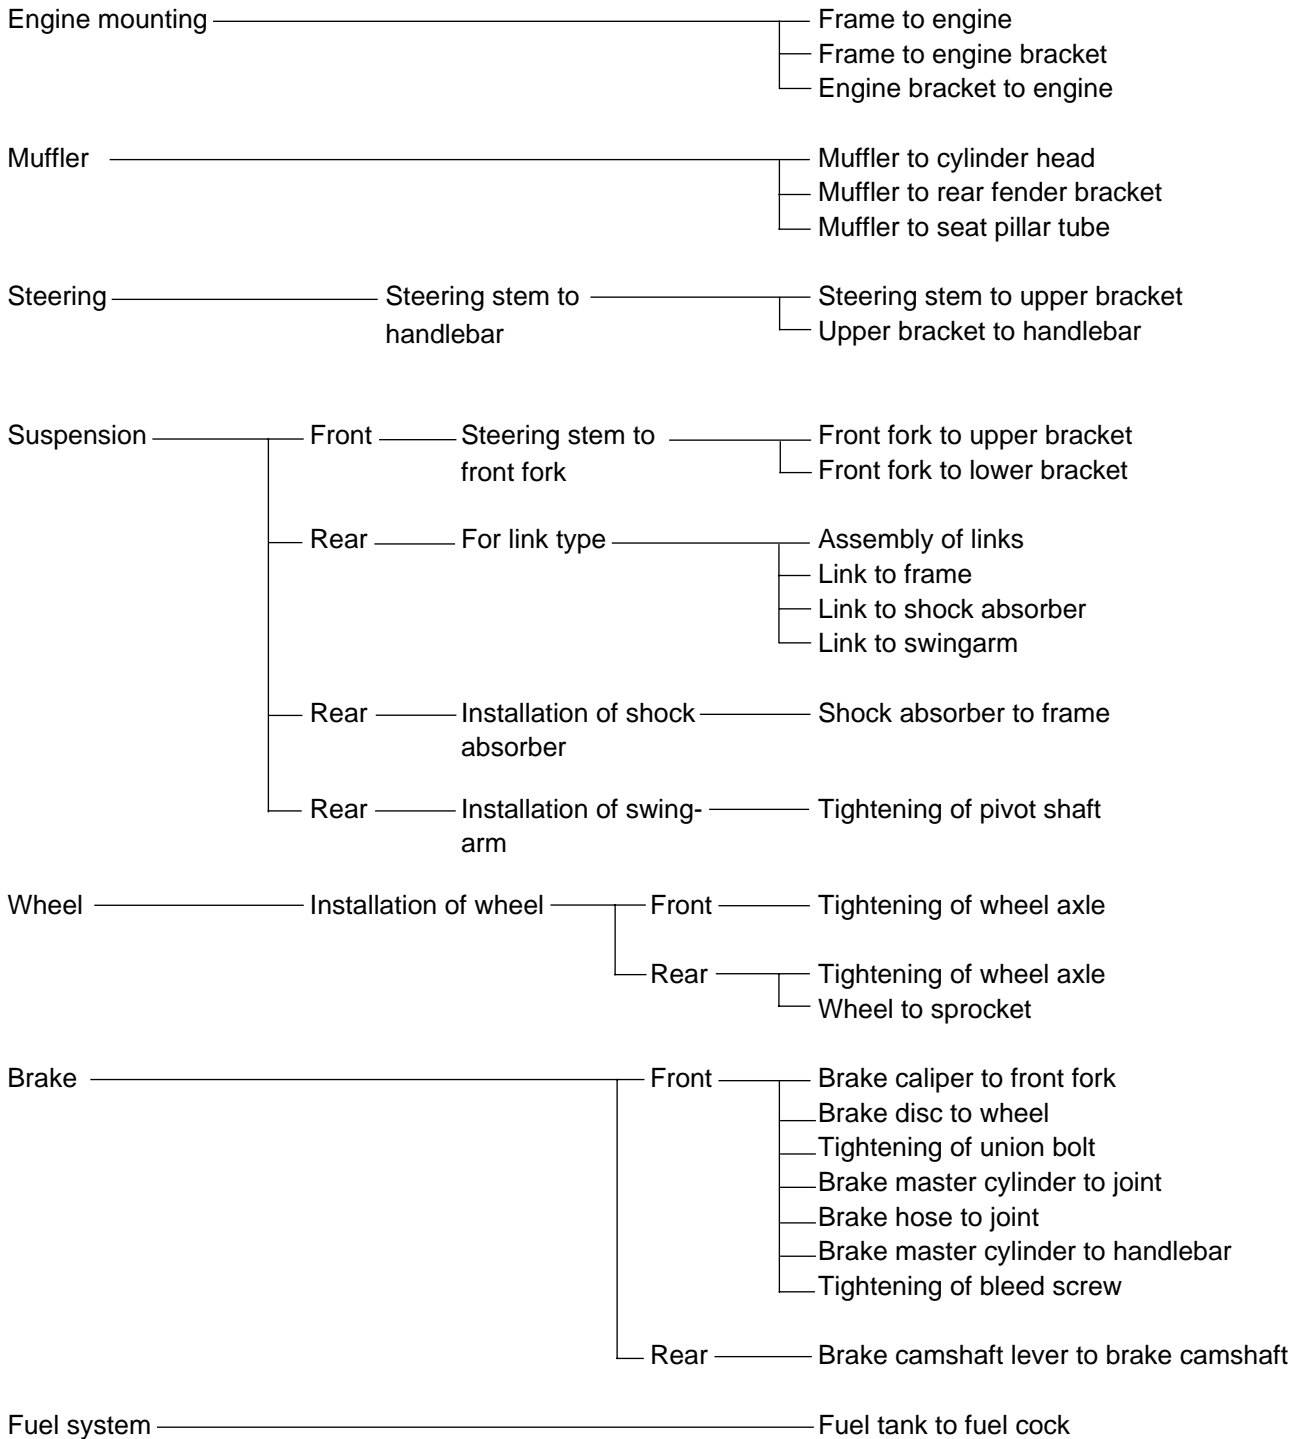 Engine mounting Frame to engine
Frame to engine bracket
Engine bracket to engine
Muffler Muffler to cylinder head
Muffler to rear fender bracket
Muffler to seat pillar tube
Steering Steering stem to Steering stem to upper bracket
handlebar Upper bracket to handlebar
Suspension Front Steering stem to Front fork to upper bracket
front fork Front fork to lower bracket
Rear For link type Assembly of links
Link to frame
Link to shock absorber
Link to swingarm
Rear Installation of shock Shock absorber to frame
absorber
Rear Installation of swing- Tightening of pivot shaft
arm
Wheel Installation of wheel Front Tightening of wheel axle
Rear Tightening of wheel axle
Wheel to sprocket
Brake Front Brake caliper to front fork
Brake disc to wheel
Tightening of union bolt
Brake master cylinder to joint
Brake hose to joint
Brake master cylinder to handlebar
Tightening of bleed screw
Rear Brake camshaft lever to brake camshaft
Fuel system Fuel tank to fuel cock